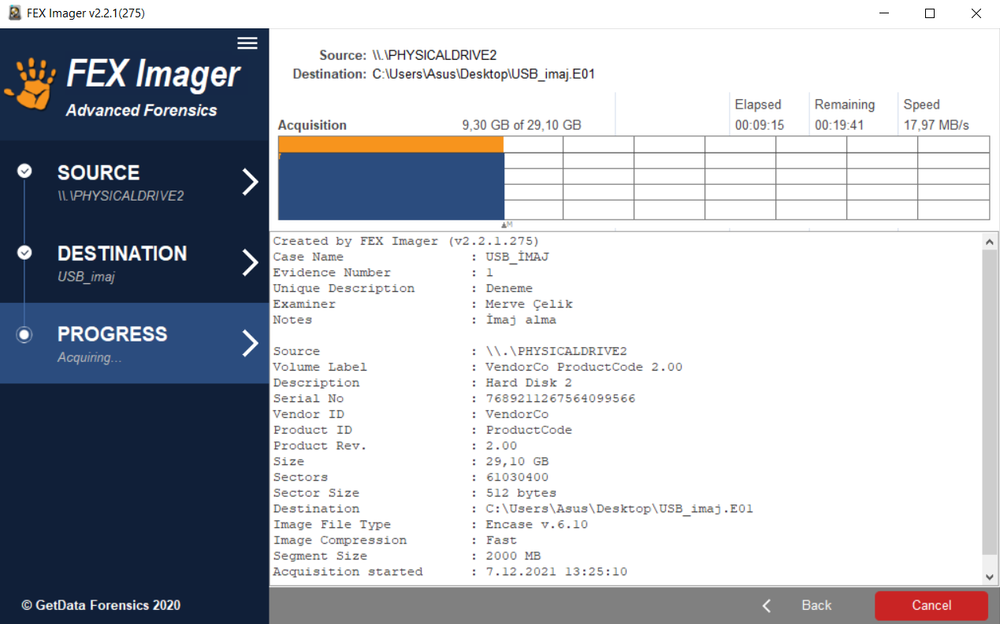 FEX Imager v2.2.1(275)
FEX Imager
Advanced Forensics
SOURCE
\\.\PHYSICALDRIVE2
DESTINATION
USB_imaj
PROGRESS
Acquiring...
© GetData Forensics 2020
Source: \\.\PHYSICALDRIVE2
Destination: C:\Users\Asus\Desktop\USB_imaj.E01
Elapsed Remaining Speed
Acquisition 9,30 GB of 29,10 GB 00:09:15 00:19:41 17,97 MB/s
M
Created by FEX Imager (v2.2.1.275)
Case Name : USB_İMAJ
Evidence Number : 1
Unique Description : Deneme
Examiner : Merve Çelik
Notes : İmaj alma
Source : \\.\PHYSICALDRIVE2
Volume Label : VendorCo ProductCode 2.00
Description : Hard Disk 2
Serial No : 7689211267564099566
Vendor ID : VendorCo
Product ID : ProductCode
Product Rev. : 2.00
Size : 29,10 GB
Sectors : 61030400
Sector Size : 512 bytes
Destination : C:\Users\Asus\Desktop\USB_imaj.E01
Image File Type : Encase v.6.10
Image Compression : Fast
Segment Size : 2000 MB
Acquisition started : 7.12.2021 13:25:10
Back Cancel